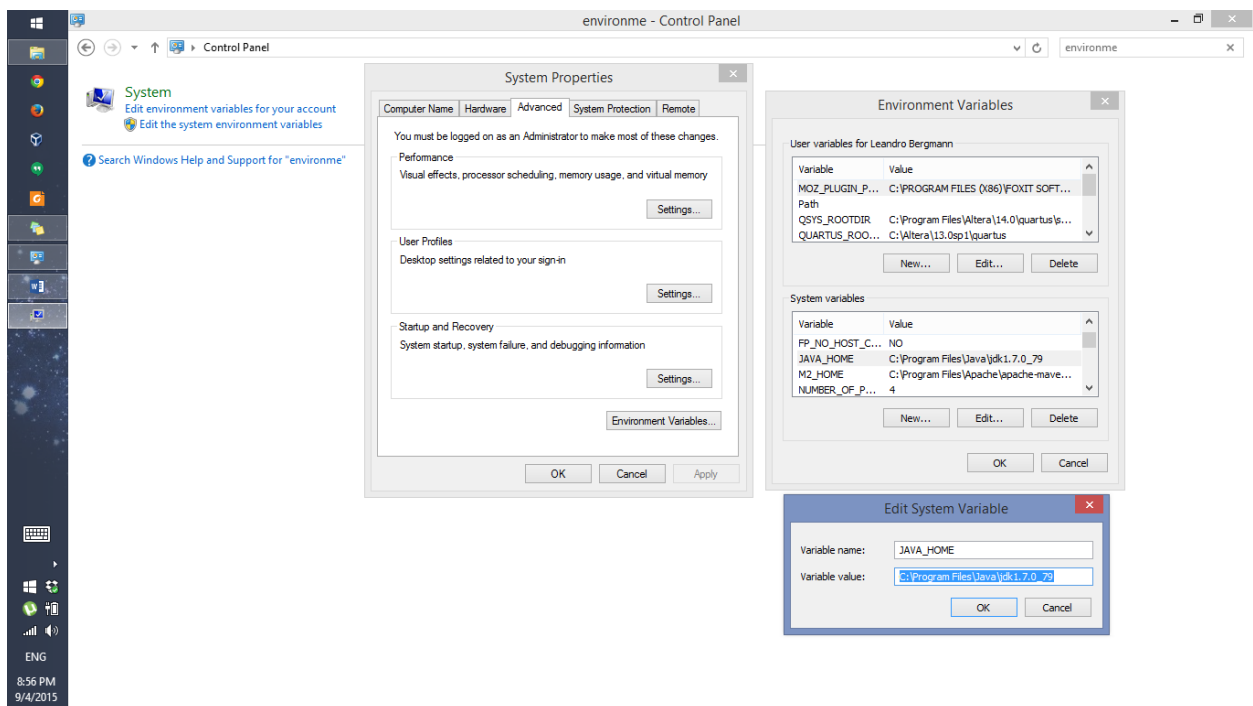 environme - Control Panel
Control Panel
environme
System
Edit environment variables for your account
Edit the system environment variables
Search Windows Help and Support for "environme"
System Properties
Computer Name Hardware Advanced System Protection Remote
You must be logged on as an Administrator to make most of these changes.
Performance
Visual effects, processor scheduling, memory usage, and virtual memory
Settings...
User Profiles
Desktop settings related to your sign-in
Settings...
Startup and Recovery
System startup, system failure, and debugging information
Settings...
Environment Variables...
OK Cancel Apply
Environment Variables
User variables for Leandro Bergmann
Variable Value
MOZ_PLUGIN_P... C:\PROGRAM FILES (X86)\FOXIT SOFT...
Path
QSYS_ROOTDIR C:\Program Files\Altera\14.0\quartus\s...
QUARTUS_ROO... C:\Altera\13.0sp1\quartus
New... Edit... Delete
System variables
Variable Value
FP_NO_HOST_C... NO
JAVA_HOME C:\Program Files\Java\jdk1.7.0_79
M2_HOME C:\Program Files\Apache\apache-mave...
NUMBER_OF_P... 4
New... Edit... Delete
OK Cancel
Edit System Variable
Variable name: JAVA_HOME
Variable value: C:\Program Files\Java\jdk1.7.0_79
OK Cancel
ENG
8:56 PM
9/4/2015